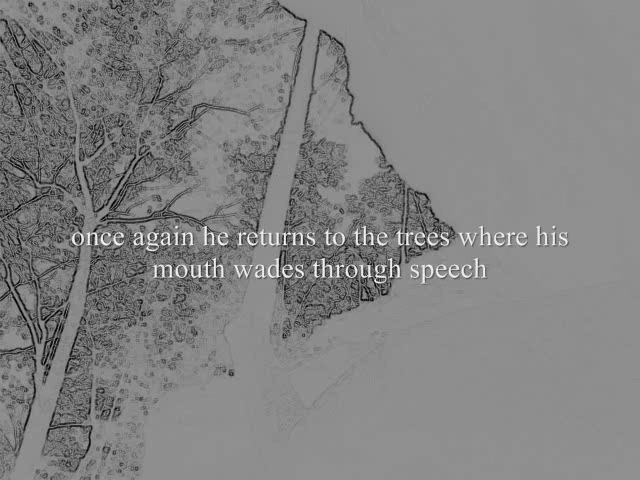 once again he returns to the trees where his
mouth wades through speech